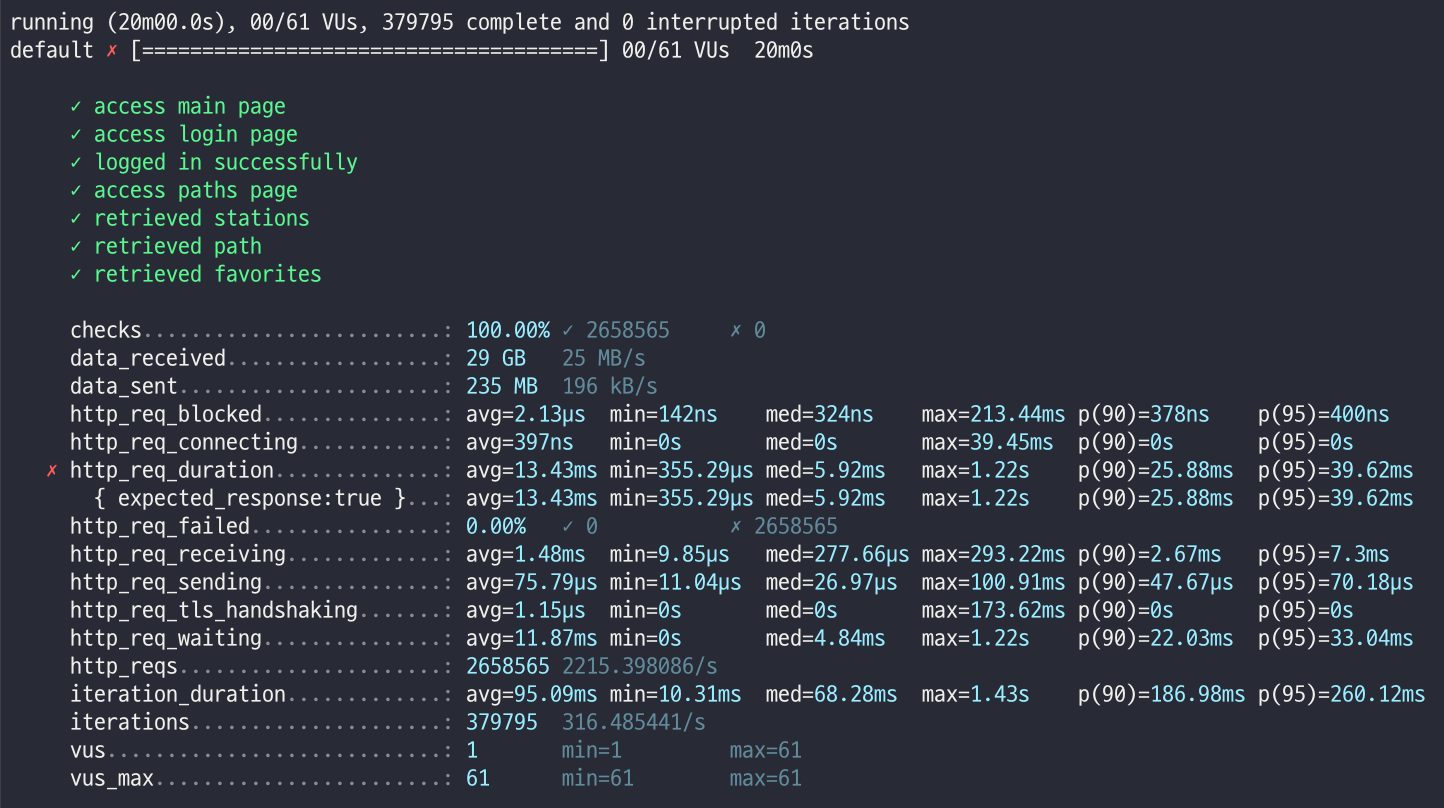 running (20m00.0s), 00/61 VUs, 379795 complete and 0 interrupted iterations
default ✗ [======================================] 00/61 VUs  20m0s

✓ access main page
✓ access login page
✓ logged in successfully
✓ access paths page
✓ retrieved stations
✓ retrieved path
✓ retrieved favorites

checks.........................: 100.00% ✓ 2658565     ✗ 0
data_received..................: 29 GB   25 MB/s
data_sent......................: 235 MB  196 kB/s
http_req_blocked...............: avg=2.13µs  min=142ns    med=324ns    max=213.44ms p(90)=378ns    p(95)=400ns
http_req_connecting............: avg=397ns   min=0s       med=0s       max=39.45ms  p(90)=0s       p(95)=0s
✗ http_req_duration..............: avg=13.43ms min=355.29µs med=5.92ms   max=1.22s    p(90)=25.88ms  p(95)=39.62ms
{ expected_response:true }...: avg=13.43ms min=355.29µs med=5.92ms   max=1.22s    p(90)=25.88ms  p(95)=39.62ms
http_req_failed................: 0.00%   ✓ 0           ✗ 2658565
http_req_receiving.............: avg=1.48ms  min=9.85µs   med=277.66µs max=293.22ms p(90)=2.67ms   p(95)=7.3ms
http_req_sending...............: avg=75.79µs min=11.04µs  med=26.97µs  max=100.91ms p(90)=47.67µs  p(95)=70.18µs
http_req_tls_handshaking.......: avg=1.15µs  min=0s       med=0s       max=173.62ms p(90)=0s       p(95)=0s
http_req_waiting...............: avg=11.87ms min=0s       med=4.84ms   max=1.22s    p(90)=22.03ms  p(95)=33.04ms
http_reqs......................: 2658565 2215.398086/s
iteration_duration.............: avg=95.09ms min=10.31ms  med=68.28ms  max=1.43s    p(90)=186.98ms p(95)=260.12ms
iterations.....................: 379795  316.485441/s
vus............................: 1       min=1         max=61
vus_max........................: 61      min=61        max=61